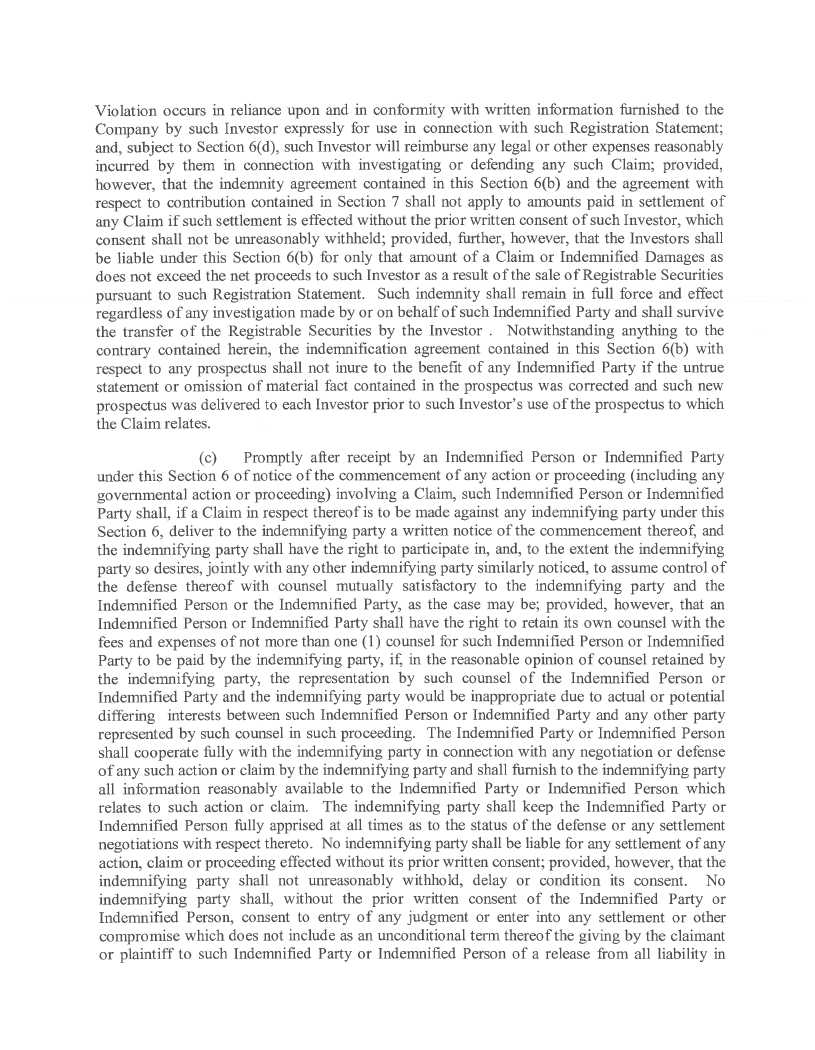 Violation occurs in reliance upon and in conformity with written information furnished to the
Company by such Investor expressly for use in connection with such Registration Statement;
and, subject to Section 6(d), such Investor will reimburse any legal or other expenses reasonably
incurred by them in connection with investigating or defending any such Claim; provided,
however, that the indemnity agreement contained in this Section 6(b) and the agreement with
respect to contribution contained in Section 7 shall not apply to amounts paid in settlement of
any Claim if such settlement is effected without the prior written consent of such Investor, which
consent shall not be unreasonably withheld; provided, further, however, that the Investors shall
be liable under this Section 6(b) for only that amount of a Claim or Indemnified Damages as
does not exceed the net proceeds to such Investor as a result of the sale of Registrable Securities
pursuant to such Registration Statement. Such indemnity shall remain in full force and effect
regardless of any investigation made by or on behalf of such Indemnified Party and shall survive
the transfer of the Registrable Securities by the Investor . Notwithstanding anything to the
contrary contained herein, the indemnification agreement contained in this Section 6(b) with
respect to any prospectus shall not inure to the benefit of any Indemnified Party if the untrue
statement or omission of material fact contained in the prospectus was corrected and such new
prospectus was delivered to each Investor prior to such Investor's use of the prospectus to which
the Claim relates.
(c) Promptly after receipt by an Indemnified Person or Indemnified Party
under this Section 6 of notice of the commencement of any action or proceeding (including any
governmental action or proceeding) involving a Claim, such Indemnified Person or Indemnified
Party shall, if a Claim in respect thereof is to be made against any indemnifying party under this
Section 6, deliver to the indemnifying party a written notice of the commencement thereof, and
the indemnifying party shall have the right to participate in, and, to the extent the indemnifying
party so desires, jointly with any other indemnifying party similarly noticed, to assume control of
the defense thereof with counsel mutually satisfactory to the indemnifying party and the
Indemnified Person or the Indemnified Party, as the case may be; provided, however, that an
Indemnified Person or Indemnified Party shall have the right to retain its own counsel with the
fees and expenses of not more than one (1) counsel for such Indemnified Person or Indemnified
Party to be paid by the indemnifying party, if, in the reasonable opinion of counsel retained by
the indemnifying party, the representation by such counsel of the Indemnified Person or
Indemnified Party and the indemnifying party would be inappropriate due to actual or potential
differing interests between such Indemnified Person or Indemnified Party and any other party
represented by such counsel in such proceeding. The Indemnified Party or Indemnified Person
shall cooperate fully with the indemnifying party in connection with any negotiation or defense
of any such action or claim by the indemnifying party and shall furnish to the indemnifying party
all information reasonably available to the Indemnified Party or Indemnified Person which
relates to such action or claim. The indemnifying party shall keep the Indemnified Party or
Indemnified Person fully apprised at all times as to the status of the defense or any settlement
negotiations with respect thereto. No indemnifying party shall be liable for any settlement of any
action, claim or proceeding effected without its prior written consent; provided, however, that the
indemnifying party shall not unreasonably withhold, delay or condition its consent. No
indemnifying party shall, without the prior written consent of the Indemnified Party or
Indemnified Person, consent to entry of any judgment or enter into any settlement or other
compromise which does not include as an unconditional term thereof the giving by the claimant
or plaintiff to such Indemnified Party or Indemnified Person of a release from all liability in